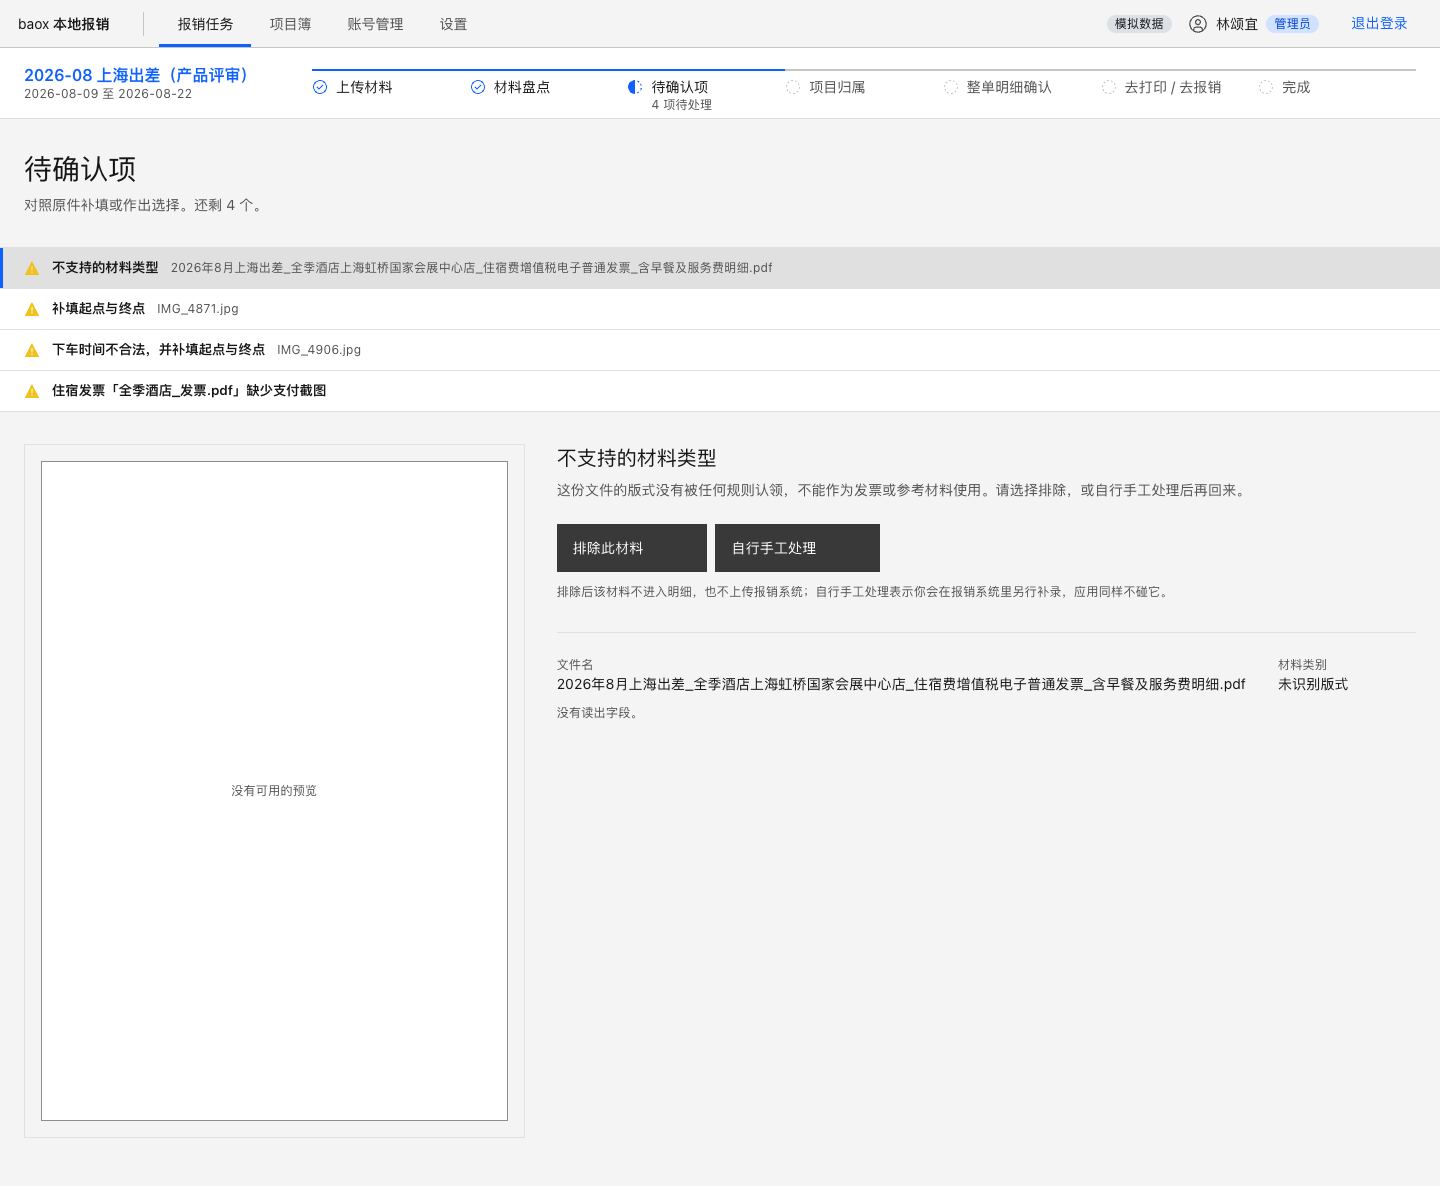 baox 本地报销
报销任务
项目簿
账号管理
设置
模拟数据
林颂宜
管理员
退出登录
2026-08 上海出差（产品评审）
2026-08-09 至 2026-08-22
上传材料
材料盘点
待确认项
4 项待处理
项目归属
整单明细确认
去打印 / 去报销
完成
待确认项
对照原件补填或作出选择。还剩 4 个。
不支持的材料类型 2026年8月上海出差_全季酒店上海虹桥国家会展中心店_住宿费增值税电子普通发票_含早餐及服务费明细.pdf
补填起点与终点 IMG_4871.jpg
下车时间不合法，并补填起点与终点 IMG_4906.jpg
住宿发票「全季酒店_发票.pdf」缺少支付截图
没有可用的预览
不支持的材料类型
这份文件的版式没有被任何规则认领，不能作为发票或参考材料使用。请选择排除，或自行手工处理后再回来。
排除此材料
自行手工处理
排除后该材料不进入明细，也不上传报销系统；自行手工处理表示你会在报销系统里另行补录，应用同样不碰它。
文件名
2026年8月上海出差_全季酒店上海虹桥国家会展中心店_住宿费增值税电子普通发票_含早餐及服务费明细.pdf
材料类别
未识别版式
没有读出字段。